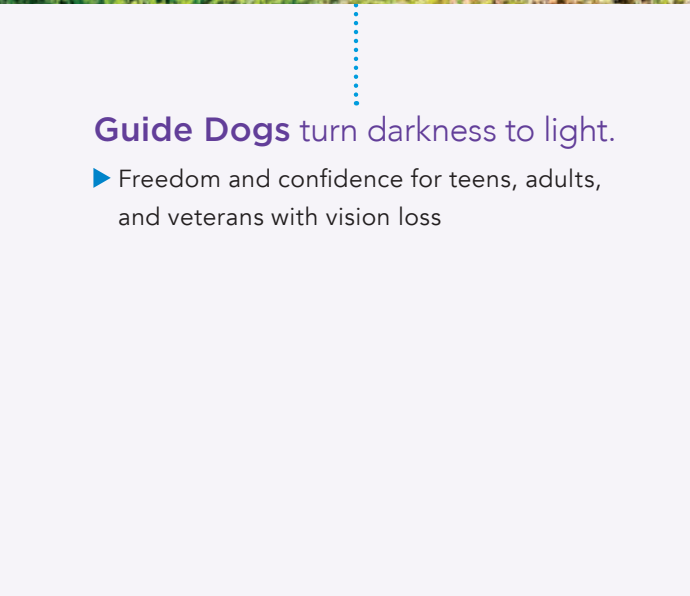 Guide Dogs turn darkness to light.
Freedom and confidence for teens, adults,
and veterans with vision loss